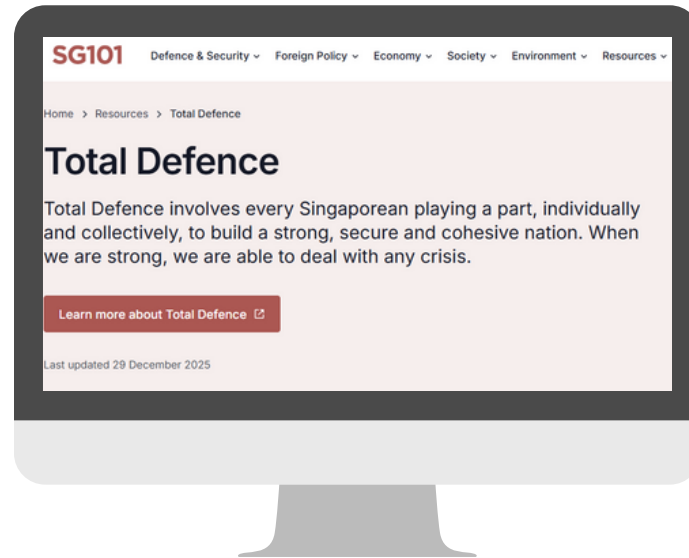 SG101 Defence & Security Foreign Policy Economy Society Environment Resources
Home > Resources > Total Defence
Total Defence
Total Defence involves every Singaporean playing a part, individually
and collectively, to build a strong, secure and cohesive nation. When
we are strong, we are able to deal with any crisis.
Learn more about Total Defence
Last updated 29 December 2025